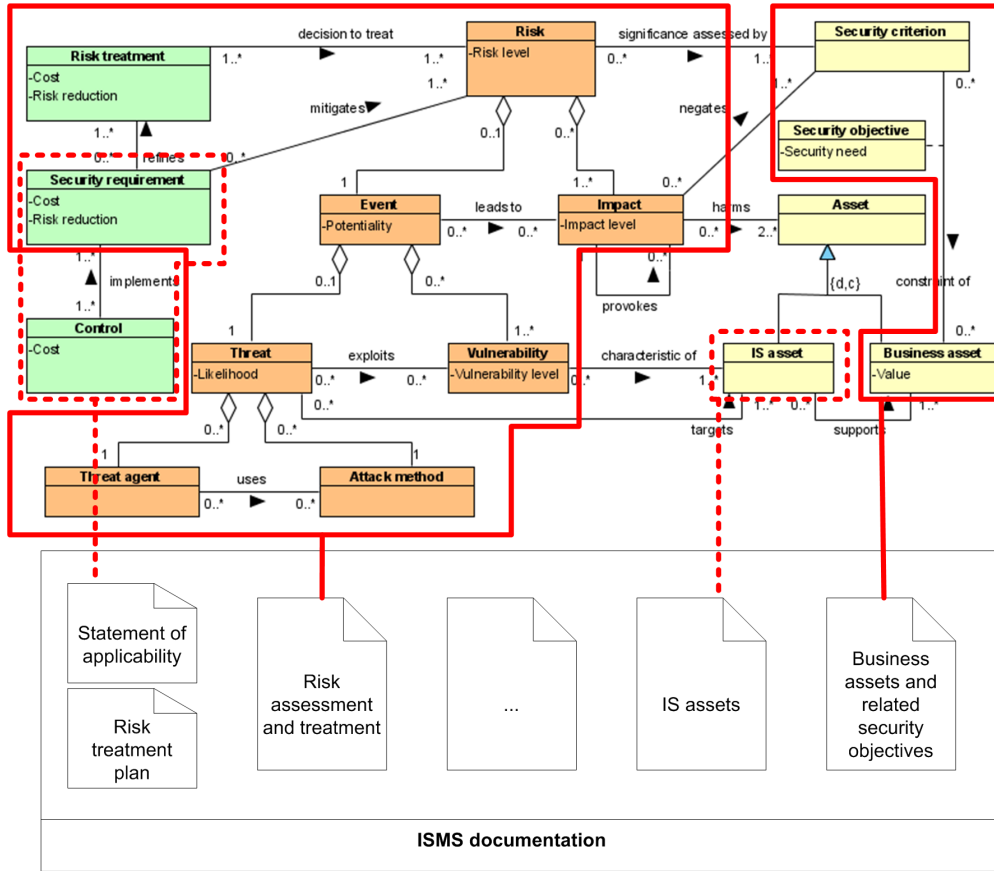 decision to treat
Risk
significance assessed by
Security criterion
-Risk level
Risk treatment
1..*
1..*
0..*
1..*
-Cost
-Risk reduction
1..*
1..*
0..*
mitigates
negates
0..1
0..*
Security objective
-Security need
1..*
0..*
refines
0..*
Security requirement
-Cost
-Risk reduction
1
1..*
0..*
Event
-Potentiality
leads to
0..*
0..*
Impact
-Impact level
harms
0..*
2..*
Asset
1..*
implements
0..1
0..*
1
0..*
provokes
{d,c}
constraint of
1..*
Control
-Cost
1
1..*
0..*
Threat
-Likelihood
exploits
0..*
0..*
Vulnerability
-Vulnerability level
characteristic of
0..*
1..*
IS asset
Business asset
-Value
0..*
1..*
0..*
1..*
0..*
0..*
targets
supports
1
1
Threat agent
uses
0..*
0..*
Attack method
Statement of
applicability
Risk
treatment
plan
Risk
assessment
and treatment
...
IS assets
Business
assets and
related
security
objectives
ISMS documentation